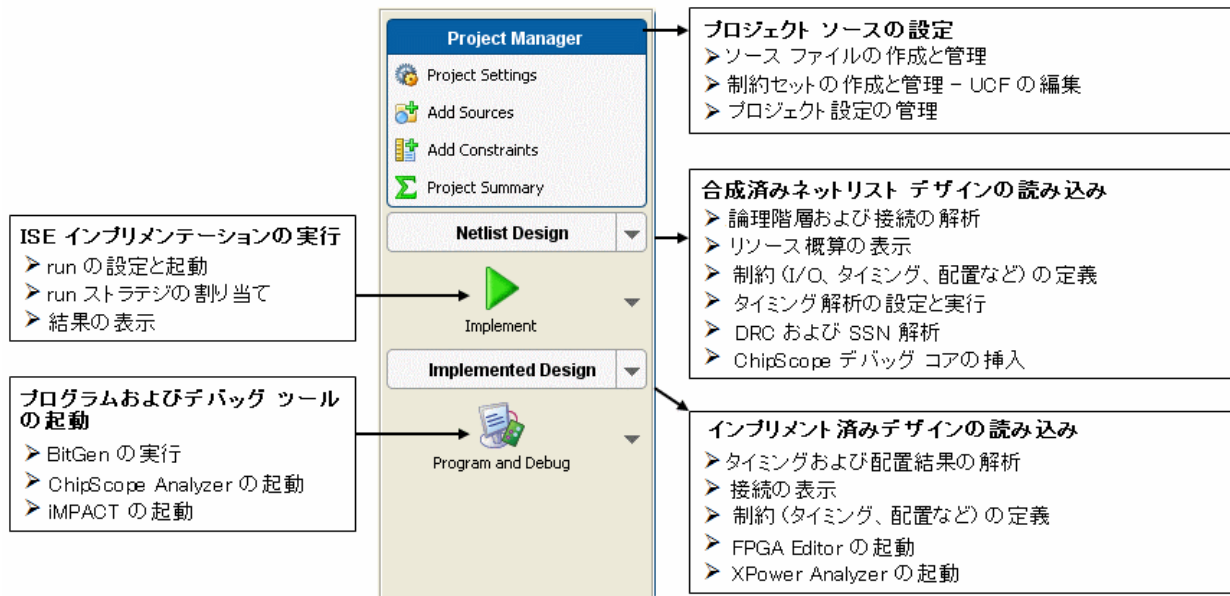 Project Manager
Project Settings
Add Sources
Add Constraints
Project Summary
Netlist Design
Implement
Implemented Design
Program and Debug
ISE インプリメンテーションの実行
➤ run の設定と起動
➤ run ストラテジの割り当て
➤ 結果の表示
プログラムおよびデバッグ ツール
の起動
➤ BitGen の実行
➤ ChipScope Analyzer の起動
➤ iMPACT の起動
プロジェクト ソースの設定
➤ ソース ファイルの作成と管理
➤ 制約セットの作成と管理 − UCF の編集
➤ プロジェクト設定の管理
合成済みネットリスト デザインの読み込み
➤ 論理階層および接続の解析
➤ リソース概算の表示
➤ 制約 (I/O、タイミング、配置など) の定義
➤ タイミング解析の設定と実行
➤ DRC および SSN 解析
➤ ChipScope デバッグ コアの挿入
インプリメント済みデザインの読み込み
➤ タイミングおよび配置結果の解析
➤ 接続の表示
➤ 制約 (タイミング、配置など) の定義
➤ FPGA Editor の起動
➤ XPower Analyzer の起動